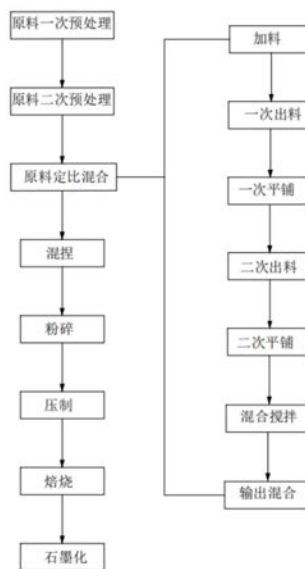 原料一次预处理
原料二次预处理
原料定比混合
混捏
粉碎
压制
焙烧
石墨化
加料
一次出料
一次平铺
二次出料
二次平铺
混合搅拌
输出混合